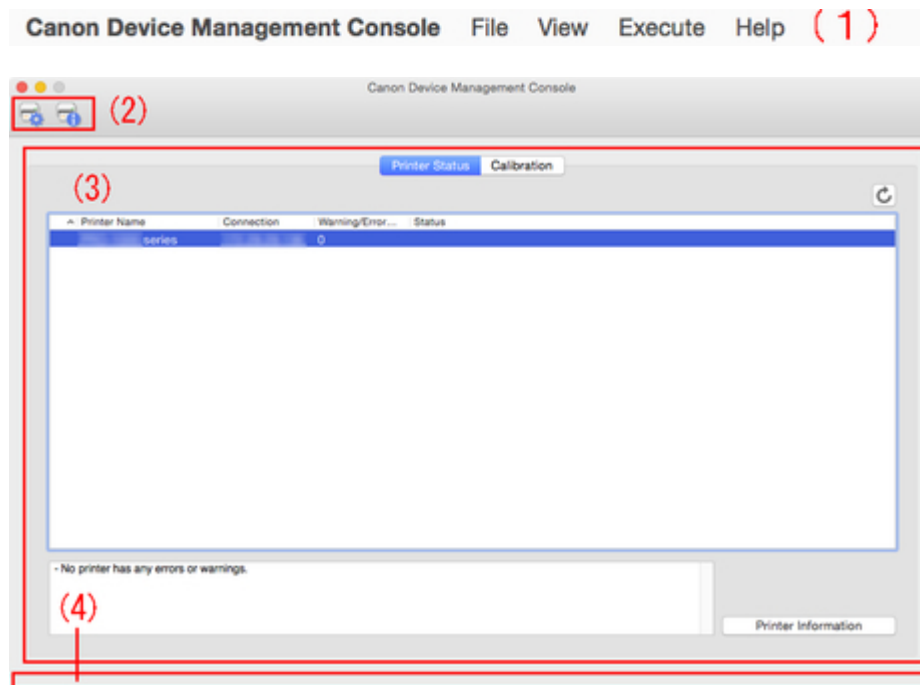 Canon Device Management Console File View Execute Help (1)
Canon Device Management Console
(2)
Printer Status Calibration
(3)
Printer Name Connection Warning/Error... Status
series 0
- No printer has any errors or warnings.
(4)
Printer Information